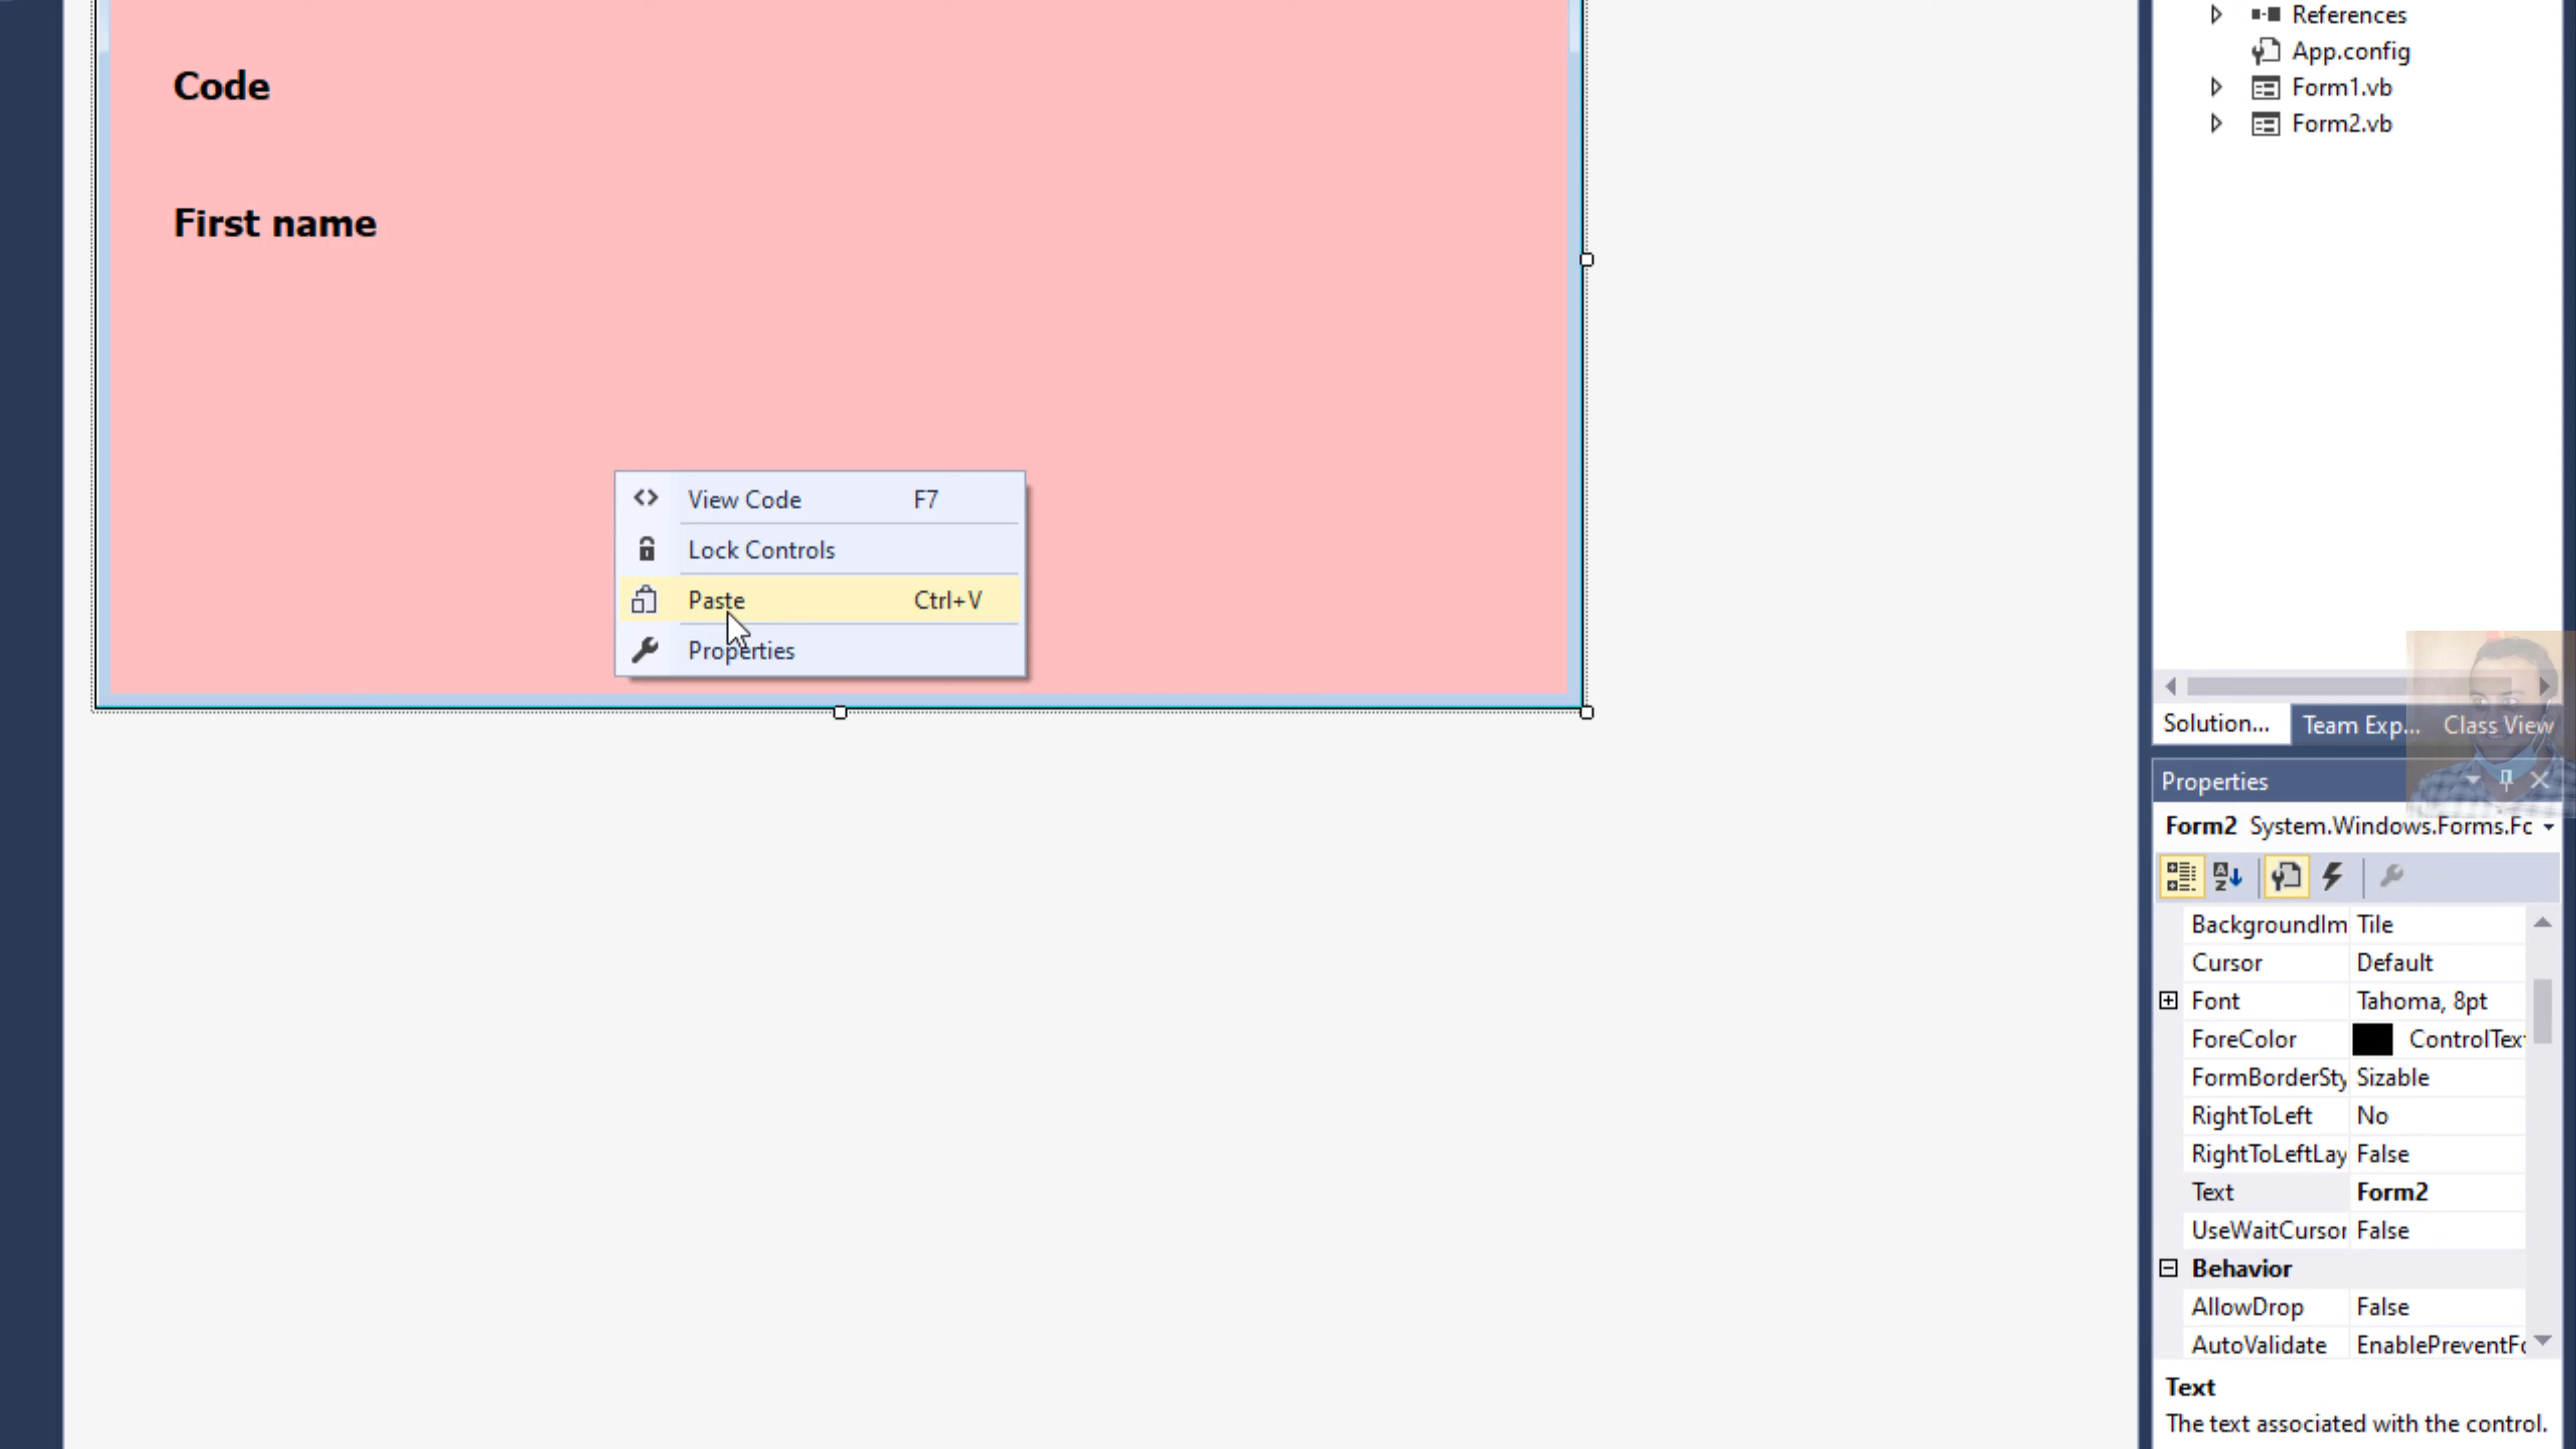 References
App.config
Form1.vb
Form2.vb
Code
First name
View Code F7
Lock Controls
Paste Ctrl+V
Properties
Solution... Team Exp... Class View
Properties
Form2 System.Windows.Forms.Fc
BackgroundIm Tile
Cursor Default
Font Tahoma, 8pt
ForeColor ControlTex
FormBorderSty Sizable
RightToLeft No
RightToLeftLay False
Text Form2
UseWaitCursor False
Behavior
AllowDrop False
AutoValidate EnablePreventFo
Text
The text associated with the control.